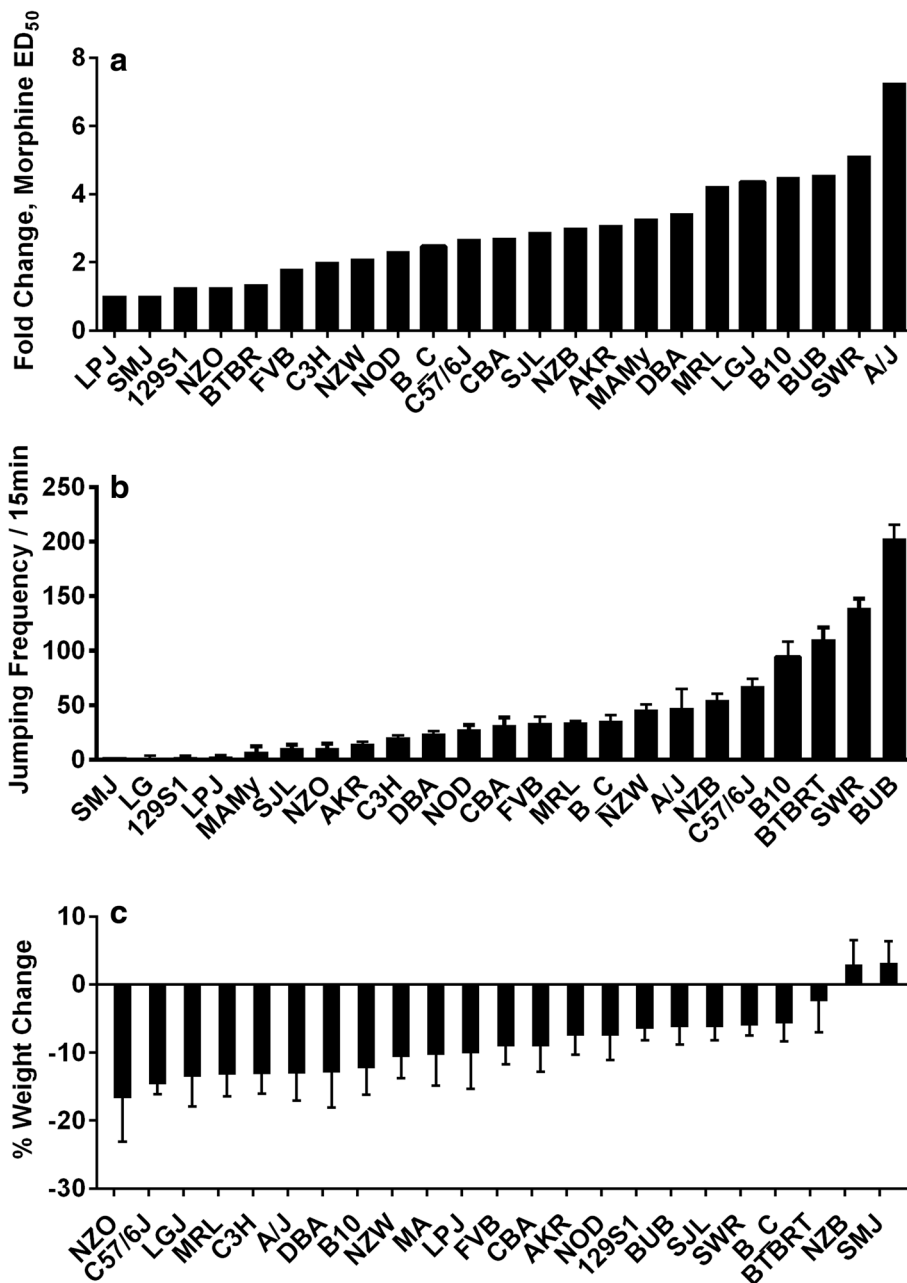 a
Fold Change, Morphine ED50
8
6
4
2
0
LPJ SMJ 129S1 NZO BTBR FVB C3H NZW NOD B_C C57/6J CBA SJL NZB AKR MAMy DBA MRL LGJ B10 BUB SWR A/J
b
Jumping Frequency / 15min
250
200
150
100
50
0
SMJ LG 129S1 LPJ MAMy SJL NZO AKR C3H DBA NOD CBA FVB MRL B_C NZW A/J NZB C57/6J B10 BTBRT SWR BUB
c
% Weight Change
10
0
-10
-20
-30
NZO C57/6J LGJ MRL C3H A/J DBA B10 NZW MA LPJ FVB CBA AKR NOD 129S1 BUB SJL SWR B_C BTBRT NZB SMJ